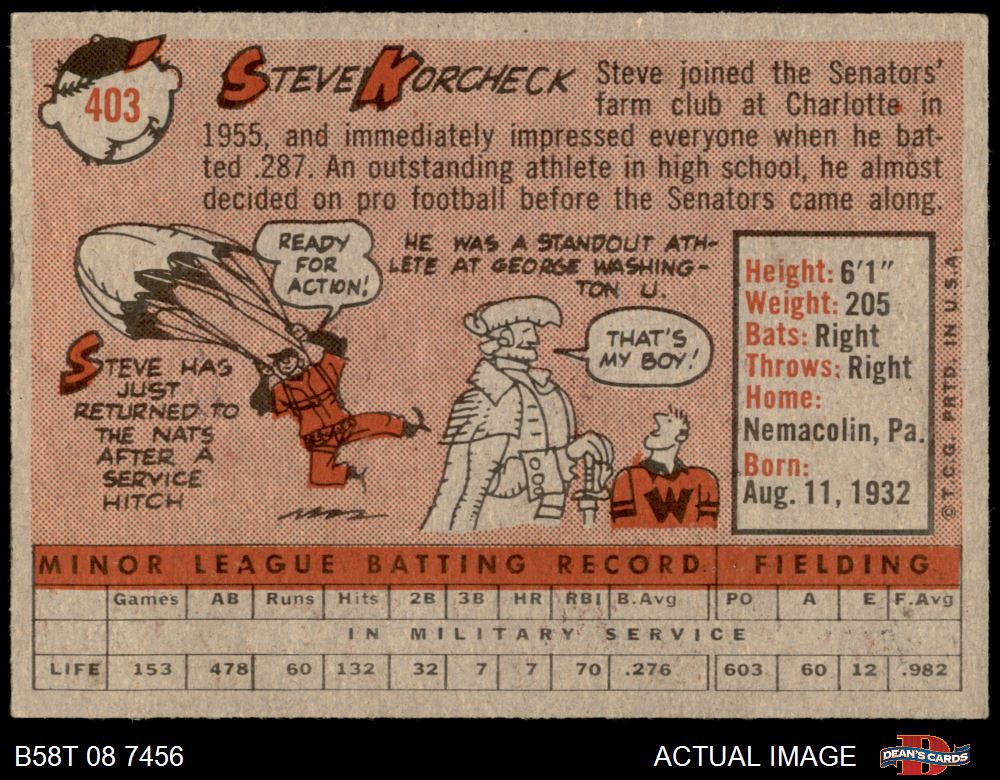 403
STEVE KORCHECK
Steve joined the Senators'
farm club at Charlotte in
1955, and immediately impressed everyone when he bat-
ted .287. An outstanding athlete in high school, he almost
decided on pro football before the Senators came along.
READY
FOR
ACTION!
STEVE HAS
JUST
RETURNED TO
THE NATS
AFTER A
SERVICE
HITCH
HE WAS A STANDOUT ATH-
LETE AT GEORGE WASHING-
TON U.
THAT'S
MY BOY!
W
Height: 6'1"
Weight: 205
Bats: Right
Throws: Right
Home:
Nemacolin, Pa.
Born:
Aug. 11, 1932
© T.C.G. PRTD. IN U.S.A.
MINOR LEAGUE BATTING RECORD FIELDING
Games AB Runs Hits 2B 3B HR RBI B.Avg PO A E F.Avg
IN MILITARY SERVICE
LIFE 153 478 60 132 32 7 7 70 .276 603 60 12 .982
B58T 08 7456 ACTUAL IMAGE DEAN'S CARDS